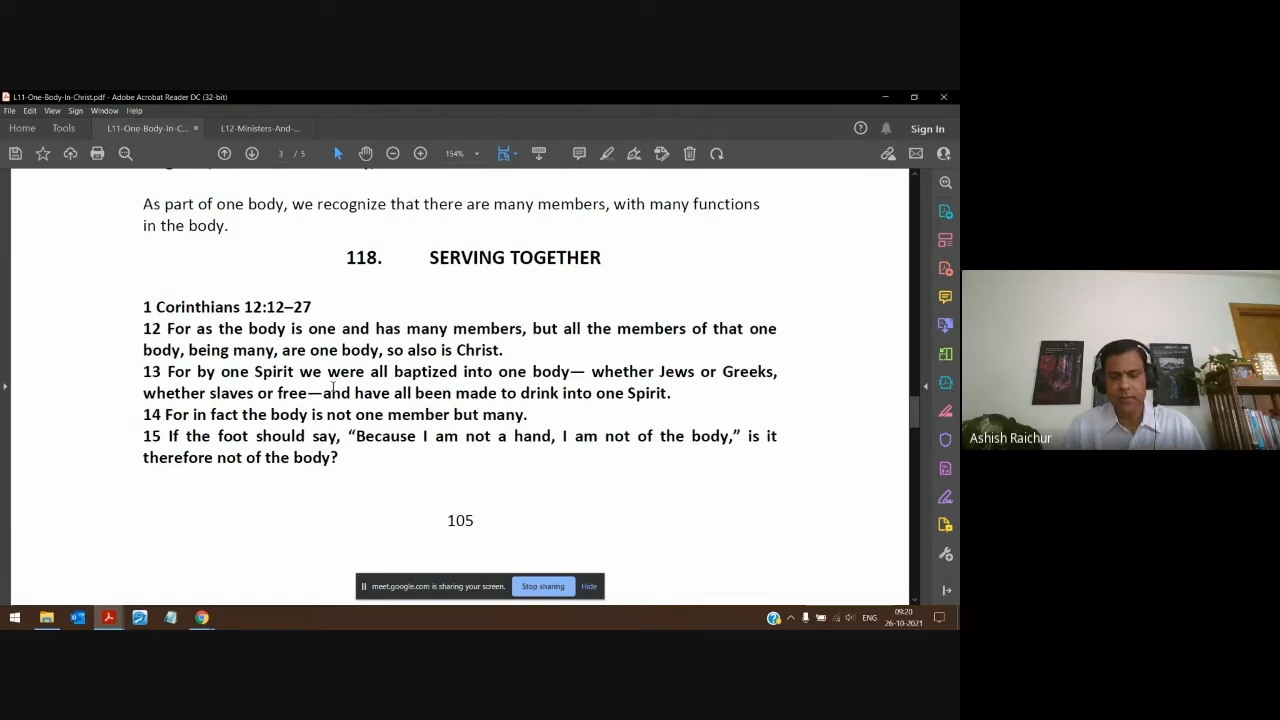 L11-One-Body-In-Christ.pdf - Adobe Acrobat Reader DC (32-bit)
File Edit View Sign Window Help
Home Tools L11-One-Body-In-C... × L12-Ministers-And-... Sign In
3 / 5 154%
As part of one body, we recognize that there are many members, with many functions
in the body.
118. SERVING TOGETHER
1 Corinthians 12:12–27
12 For as the body is one and has many members, but all the members of that one
body, being many, are one body, so also is Christ.
13 For by one Spirit we were all baptized into one body— whether Jews or Greeks,
whether slaves or free—and have all been made to drink into one Spirit.
14 For in fact the body is not one member but many.
15 If the foot should say, “Because I am not a hand, I am not of the body,” is it
therefore not of the body?
105
meet.google.com is sharing your screen. Stop sharing Hide
Ashish Raichur
ENG
09:20
26-10-2021